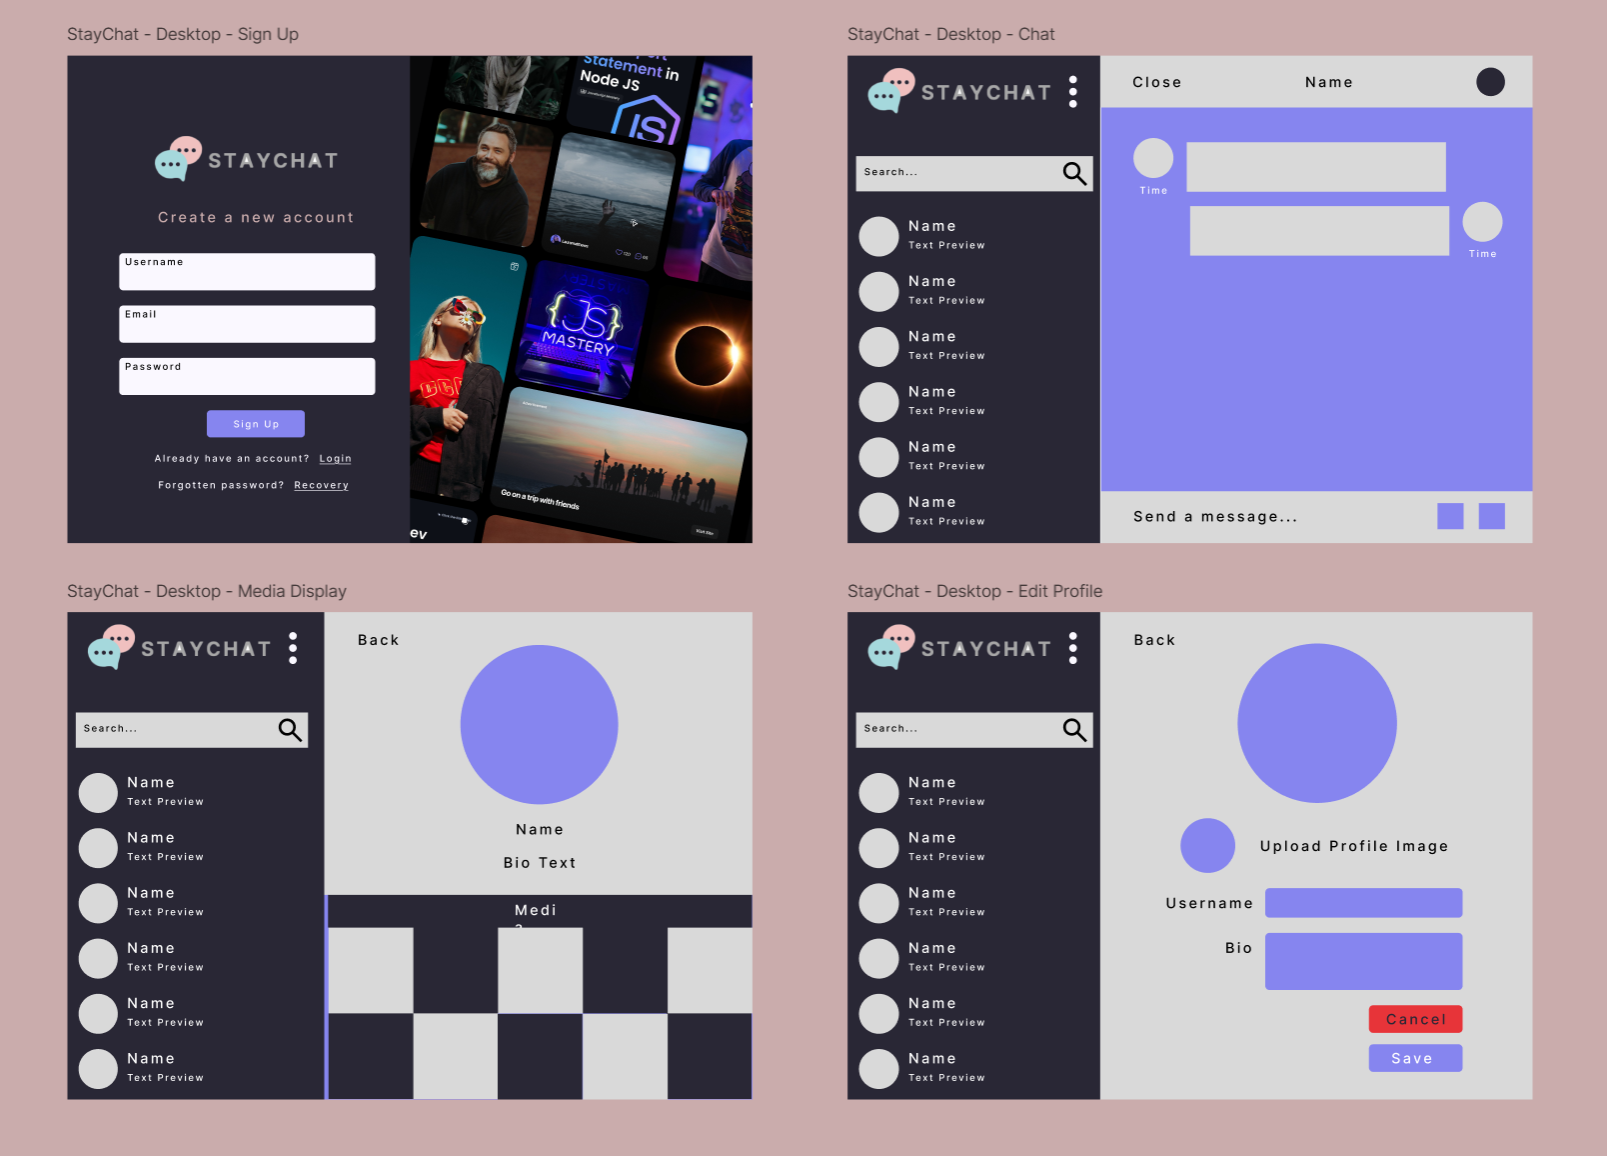 StayChat - Desktop - Sign Up
STAYCHAT
Create a new account
Username
Email
Password
Sign Up
Already have an account? Login
Forgotten password? Recovery
Statement in
Node JS
JS
JS
MASTERY
Go on a trip with friends
ev
StayChat - Desktop - Chat
STAYCHAT
Search...
Name
Text Preview
Name
Text Preview
Name
Text Preview
Name
Text Preview
Name
Text Preview
Name
Text Preview
Close
Name
Time
Time
Send a message...
StayChat - Desktop - Media Display
STAYCHAT
Search...
Name
Text Preview
Name
Text Preview
Name
Text Preview
Name
Text Preview
Name
Text Preview
Name
Text Preview
Back
Name
Bio Text
Medi
a
StayChat - Desktop - Edit Profile
STAYCHAT
Search...
Name
Text Preview
Name
Text Preview
Name
Text Preview
Name
Text Preview
Name
Text Preview
Name
Text Preview
Back
Upload Profile Image
Username
Bio
Cancel
Save